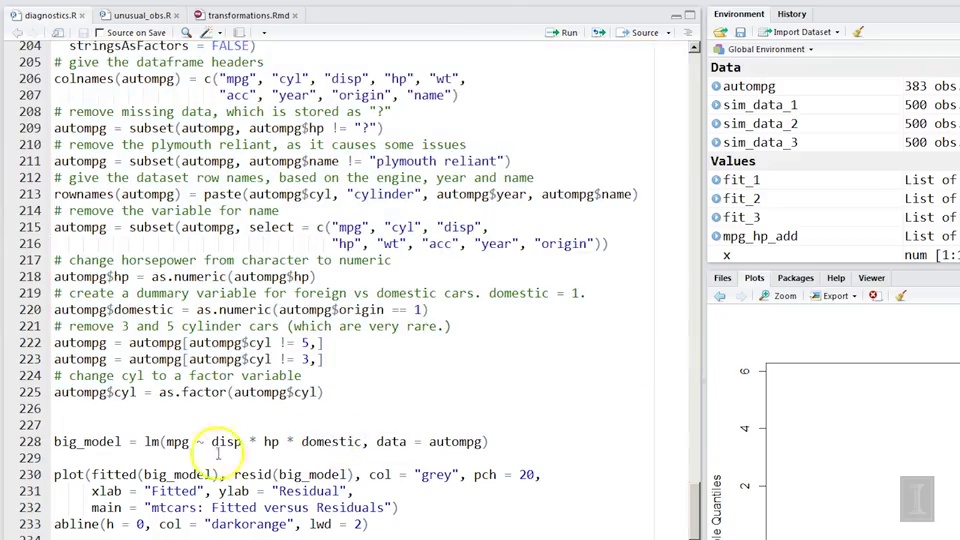 diagnostics.R × unusual_obs.R × transformations.Rmd ×
Source on Save Run Source
204 stringsAsFactors = FALSE)
205 # give the dataframe headers
206 colnames(autompg) = c("mpg", "cyl", "disp", "hp", "wt",
207 "acc", "year", "origin", "name")
208 # remove missing data, which is stored as "?"
209 autompg = subset(autompg, autompg$hp != "?")
210 # remove the plymouth reliant, as it causes some issues
211 autompg = subset(autompg, autompg$name != "plymouth reliant")
212 # give the dataset row names, based on the engine, year and name
213 rownames(autompg) = paste(autompg$cyl, "cylinder", autompg$year, autompg$name)
214 # remove the variable for name
215 autompg = subset(autompg, select = c("mpg", "cyl", "disp",
216 "hp", "wt", "acc", "year", "origin"))
217 # change horsepower from character to numeric
218 autompg$hp = as.numeric(autompg$hp)
219 # create a dummary variable for foreign vs domestic cars. domestic = 1.
220 autompg$domestic = as.numeric(autompg$origin == 1)
221 # remove 3 and 5 cylinder cars (which are very rare.)
222 autompg = autompg[autompg$cyl != 5,]
223 autompg = autompg[autompg$cyl != 3,]
224 # change cyl to a factor variable
225 autompg$cyl = as.factor(autompg$cyl)
226
227
228 big_model = lm(mpg ~ disp * hp * domestic, data = autompg)
229
230 plot(fitted(big_model), resid(big_model), col = "grey", pch = 20,
231 xlab = "Fitted", ylab = "Residual",
232 main = "mtcars: Fitted versus Residuals")
233 abline(h = 0, col = "darkorange", lwd = 2)
234
Environment History
Import Dataset
Global Environment
Data
autompg 383 obs.
sim_data_1 500 obs.
sim_data_2 500 obs.
sim_data_3 500 obs.
Values
fit_1 List of
fit_2 List of
fit_3 List of
mpg_hp_add List of
x num [1:
Files Plots Packages Help Viewer
Zoom Export
6
4
2
Quantiles
I